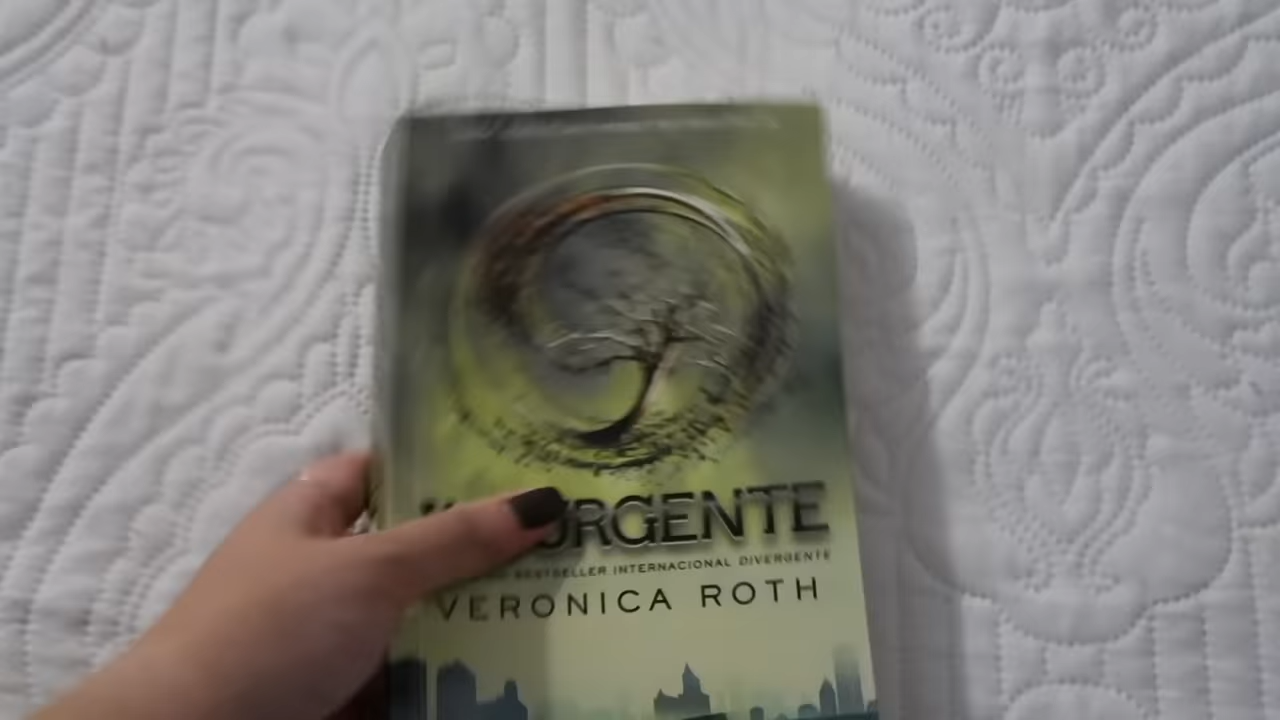 URGENTE
BESTSELLER INTERNACIONAL DIVERGENTE
VERONICA ROTH